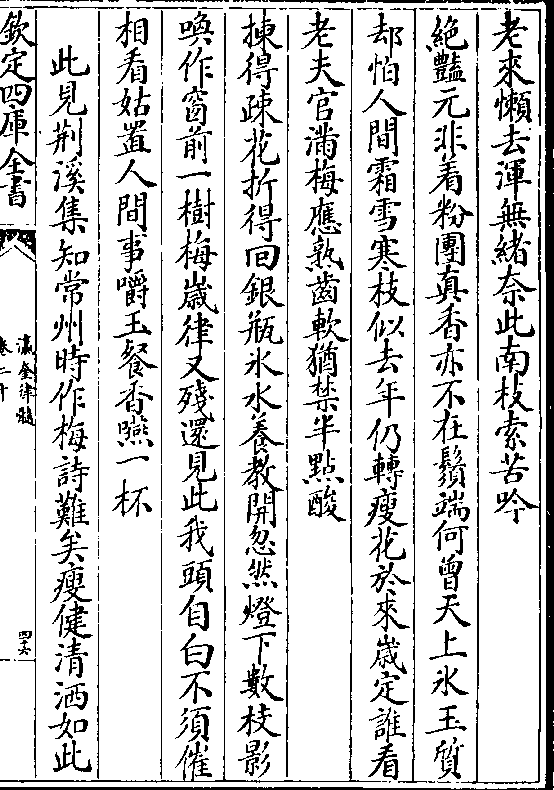 老來懶去渾無緒奈此南枝索苦吟
絶豔元非着粉團真香亦不在鬚端何曾天上氷玉質
却怕人間霜雪寒枝似去年仍轉瘦花於來嵗定誰看
老夫官滿梅應熟齒軟猶禁半點酸
揀得疎花折得回銀瓶氷水養教開忽然燈下數枝影
喚作窗前一樹梅嵗律又殘還見此我頭自白不須催
相看姑置人間事嚼玉餐香嚥一杯
此見荆溪集知常州時作梅詩難矣瘦健清洒如此
欽定四庫全書
瀛奎律髓
卷二十
四十六